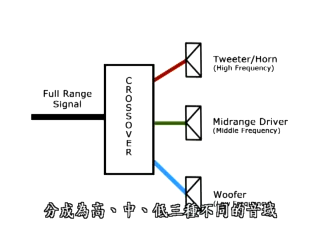 Full Range
Signal
CROSSOVER
Tweeter/Horn
(High Frequency)
Midrange Driver
(Middle Frequency)
Woofer
分成為高、中、低三種不同的音域